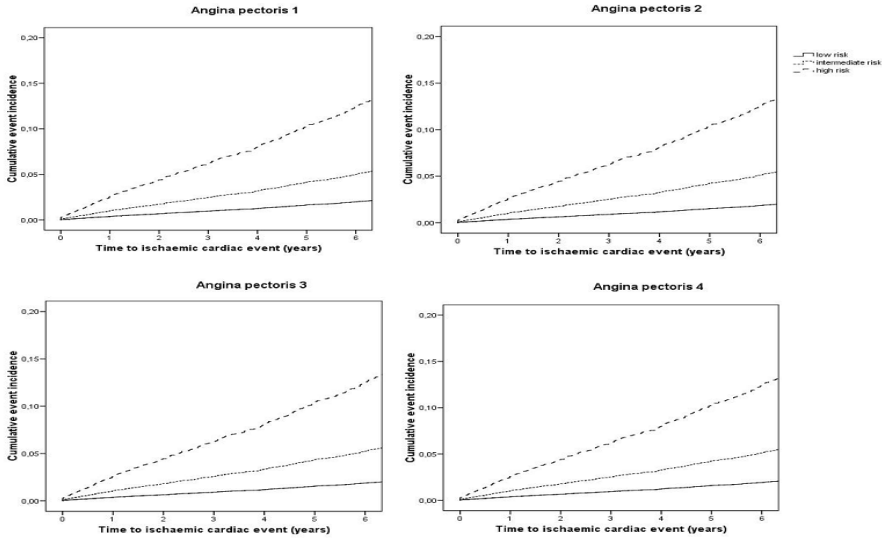 Angina pectoris 1
Cumulative event incidence
0,20
0,15
0,10
0,05
0,00
0 1 2 3 4 5 6
Time to ischaemic cardiac event (years)
Angina pectoris 2
Cumulative event incidence
0,20
0,15
0,10
0,05
0,00
0 1 2 3 4 5 6
Time to ischaemic cardiac event (years)
low risk
intermediate risk
high risk
Angina pectoris 3
Cumulative event incidence
0,20
0,15
0,10
0,05
0,00
0 1 2 3 4 5 6
Time to ischaemic cardiac event (years)
Angina pectoris 4
Cumulative event incidence
0,20
0,15
0,10
0,05
0,00
0 1 2 3 4 5 6
Time to ischaemic cardiac event (years)